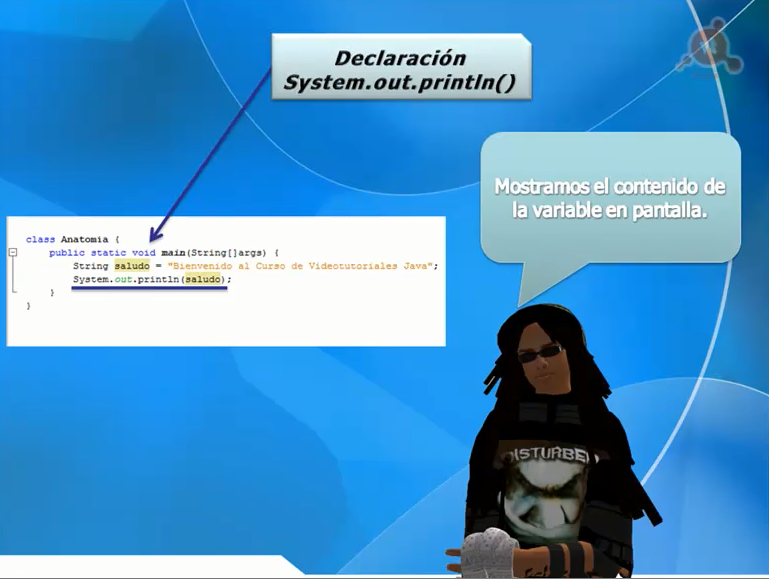 Declaración
System.out.println()
Mostramos el contenido de
la variable en pantalla.
class Anatomia {
public static void main(String[]args) {
String saludo = "Bienvenido al Curso de Videotutoriales Java";
System.out.println(saludo);
}
}
DISTURBED